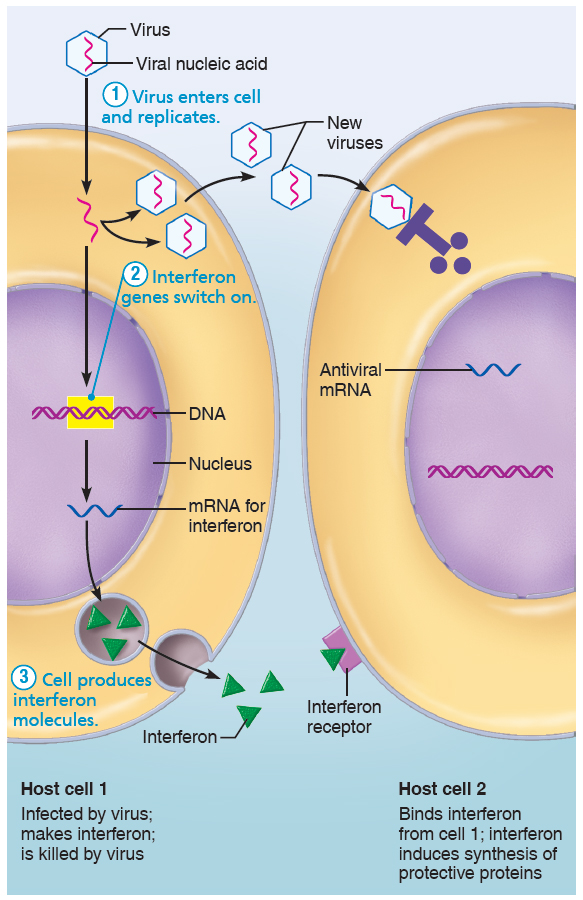 Virus
Viral nucleic acid
1 Virus enters cell
and replicates.
New
viruses
2 Interferon
genes switch on.
Antiviral
mRNA
DNA
Nucleus
mRNA for
interferon
3 Cell produces
interferon
molecules.
Interferon
Interferon
receptor
Host cell 1
Infected by virus;
makes interferon;
is killed by virus
Host cell 2
Binds interferon
from cell 1; interferon
induces synthesis of
protective proteins